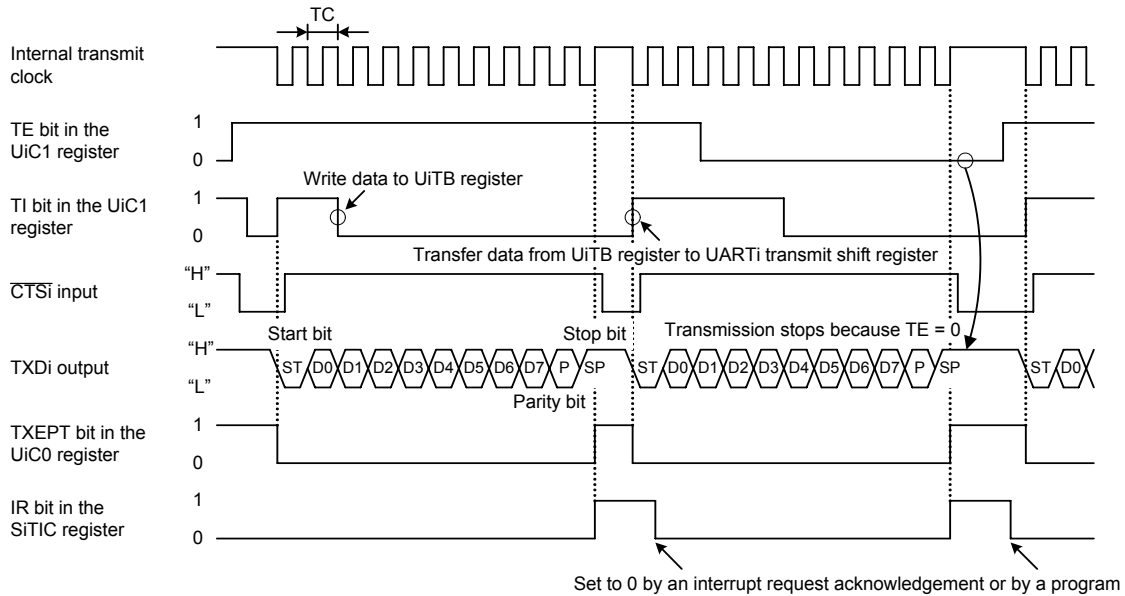 TC
Internal transmit
clock
TE bit in the
UiC1 register
1
0
Write data to UiTB register
TI bit in the UiC1
register
1
0
Transfer data from UiTB register to UARTi transmit shift register
CTSi input
“H”
“L”
Start bit
Stop bit
Transmission stops because TE = 0
TXDi output
“H”
“L”
ST D0 D1 D2 D3 D4 D5 D6 D7 P SP ST D0 D1 D2 D3 D4 D5 D6 D7 P SP ST D0
Parity bit
TXEPT bit in the
UiC0 register
1
0
IR bit in the
SiTIC register
1
0
Set to 0 by an interrupt request acknowledgement or by a program